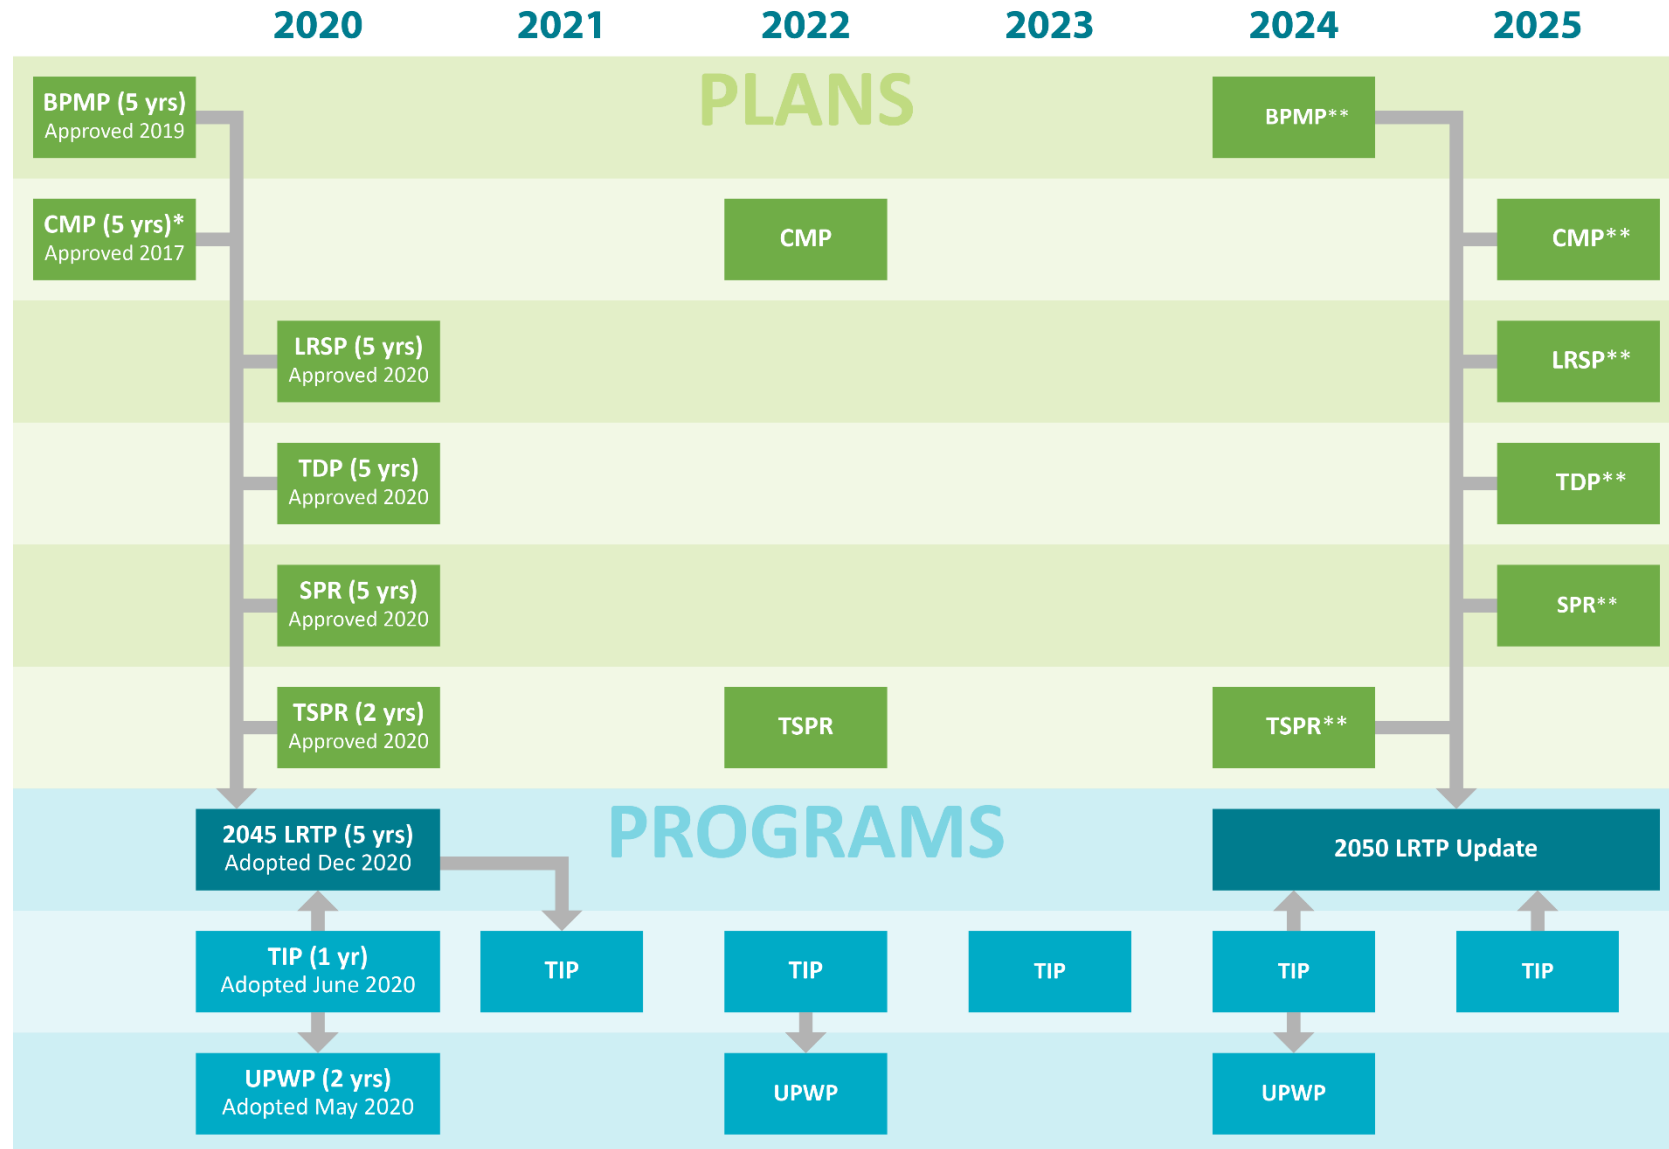 2020 2021 2022 2023 2024 2025
PLANS
BPMP (5 yrs)
Approved 2019
BPMP**
CMP (5 yrs)*
Approved 2017
CMP
CMP**
LRSP (5 yrs)
Approved 2020
LRSP**
TDP (5 yrs)
Approved 2020
TDP**
SPR (5 yrs)
Approved 2020
SPR**
TSPR (2 yrs)
Approved 2020
TSPR
TSPR**
PROGRAMS
2045 LRTP (5 yrs)
Adopted Dec 2020
2050 LRTP Update
TIP (1 yr)
Adopted June 2020
TIP
TIP
TIP
TIP
TIP
UPWP (2 yrs)
Adopted May 2020
UPWP
UPWP